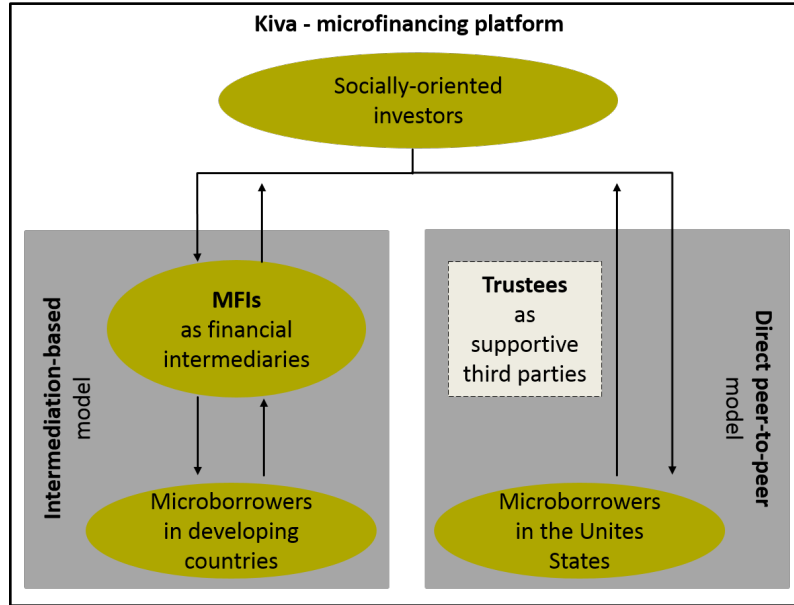 Kiva - microfinancing platform
Socially-oriented
investors
Intermediation-based
model
MFIs
as financial
intermediaries
Microborrowers
in developing
countries
Trustees
as
supportive
third parties
Microborrowers
in the Unites
States
Direct peer-to-peer
model